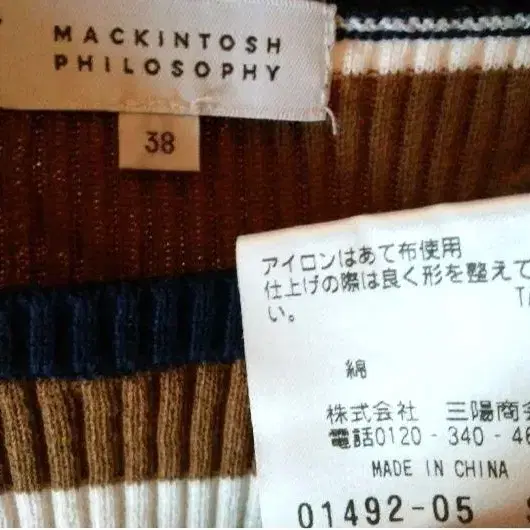 MACKINTOSH
PHILOSOPHY
38
アイロンはあて布使用
仕上げの際は良く形を整えて
い。
綿
株式会社 三陽商会
電話0120-340-46
MADE IN CHINA
01492-05